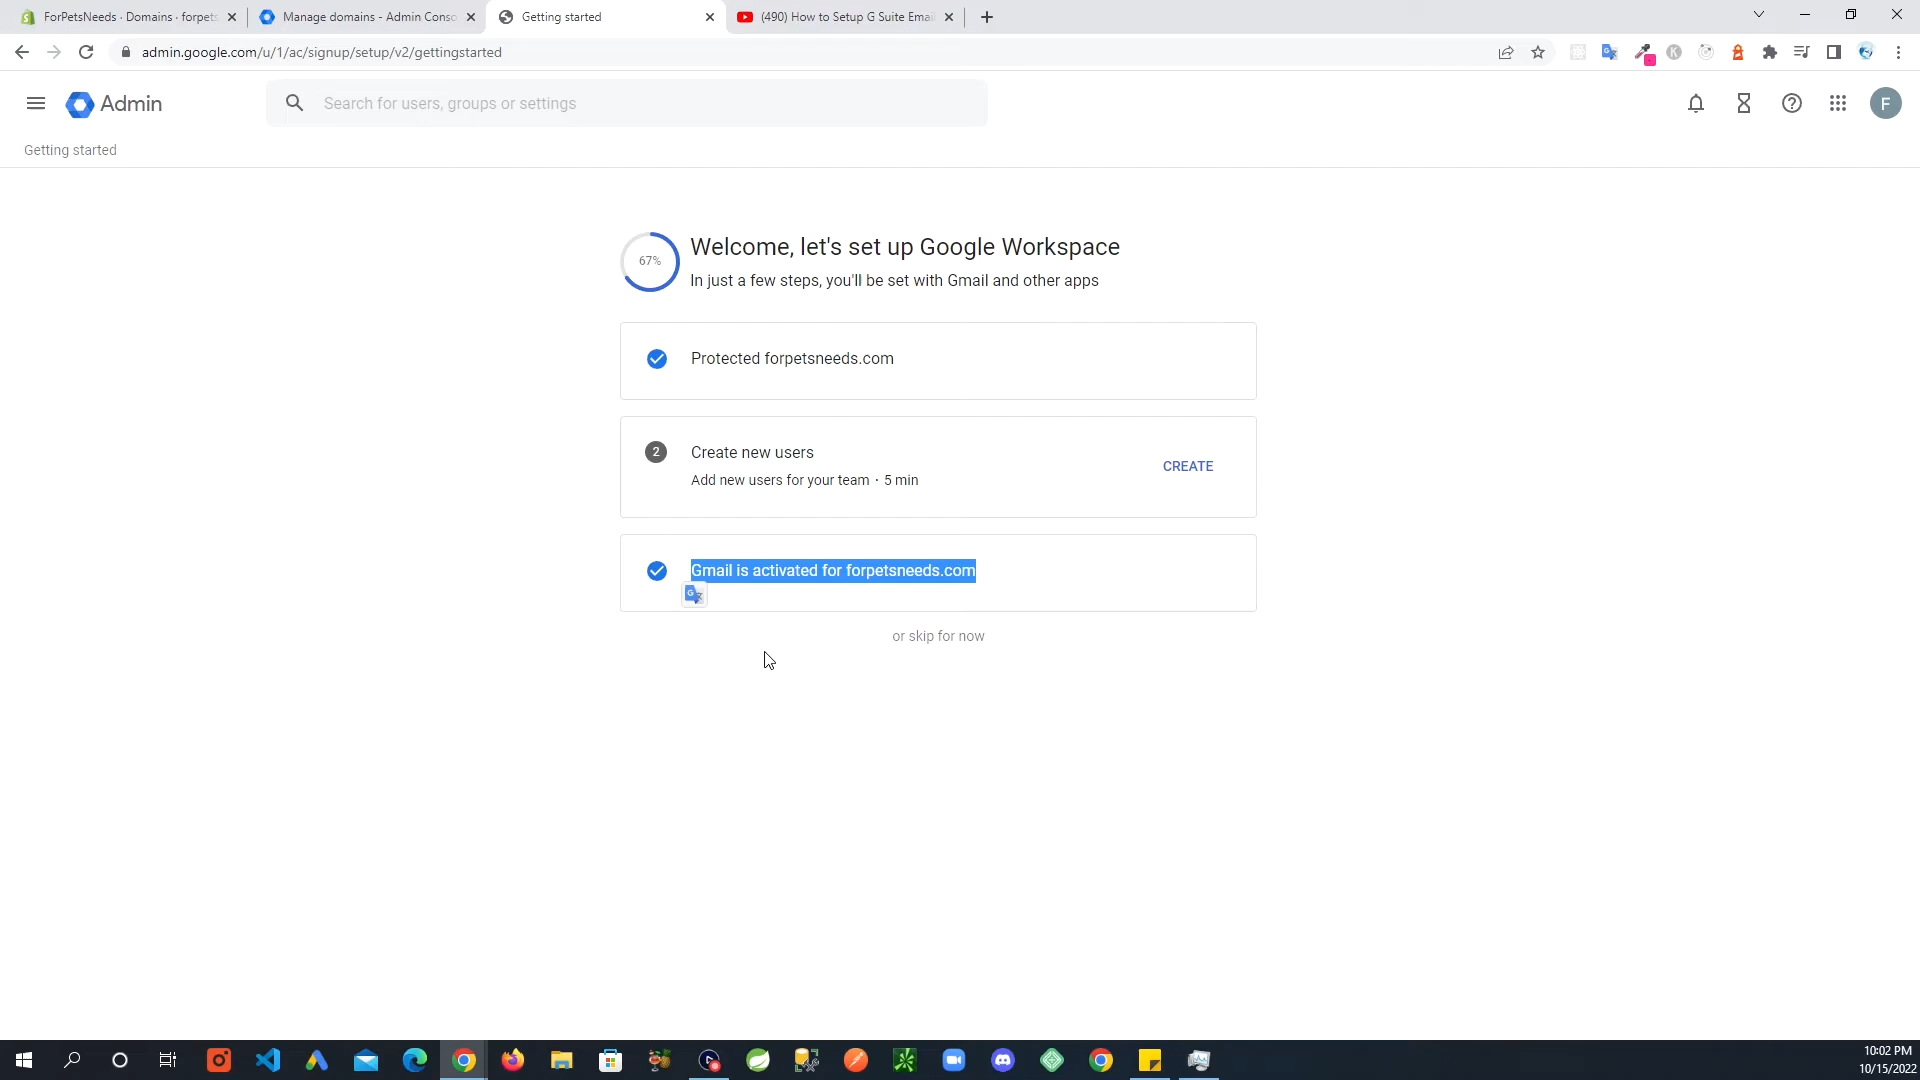 ForPetsNeeds · Domains · forpets
Manage domains - Admin Conso
Getting started
(490) How to Setup G Suite Email
admin.google.com/u/1/ac/signup/setup/v2/gettingstarted
Admin
Search for users, groups or settings
F
Getting started
67%
Welcome, let's set up Google Workspace
In just a few steps, you'll be set with Gmail and other apps
Protected forpetsneeds.com
2
Create new users
Add new users for your team · 5 min
CREATE
Gmail is activated for forpetsneeds.com
or skip for now
10:02 PM
10/15/2022